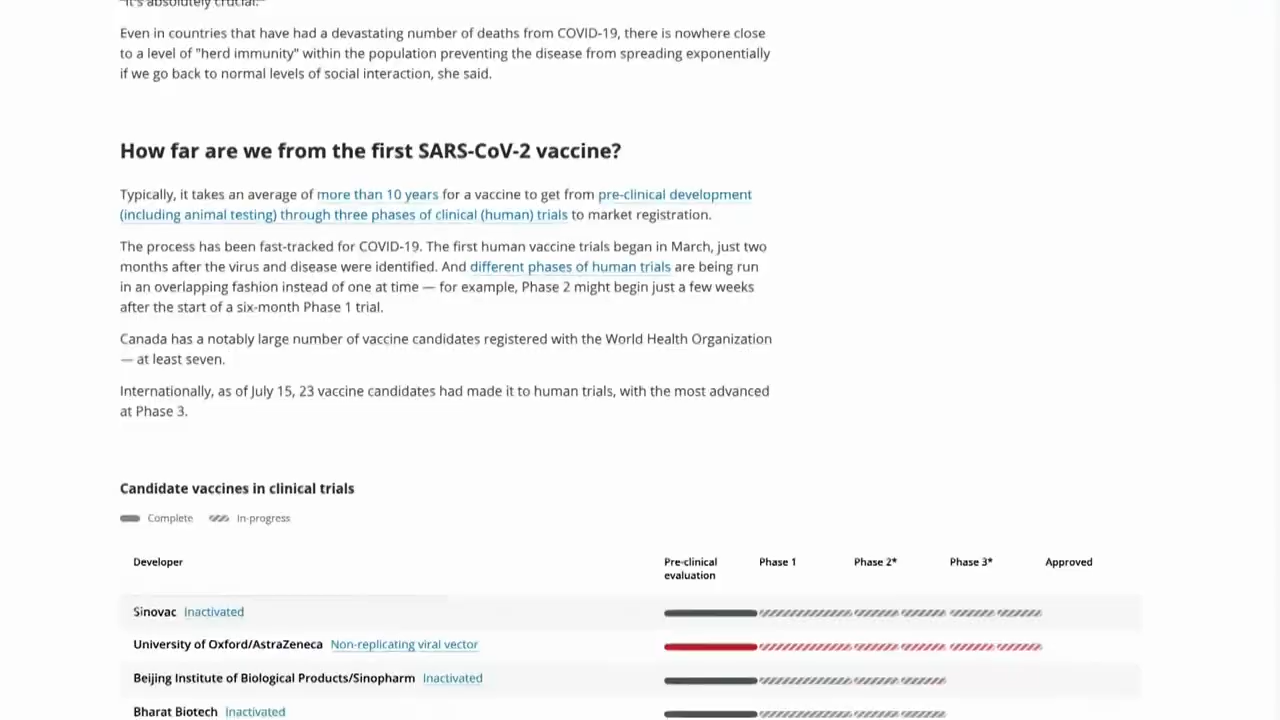 "It's absolutely crucial."
Even in countries that have had a devastating number of deaths from COVID-19, there is nowhere close
to a level of "herd immunity" within the population preventing the disease from spreading exponentially
if we go back to normal levels of social interaction, she said.
How far are we from the first SARS-CoV-2 vaccine?
Typically, it takes an average of more than 10 years for a vaccine to get from pre-clinical development
(including animal testing) through three phases of clinical (human) trials to market registration.
The process has been fast-tracked for COVID-19. The first human vaccine trials began in March, just two
months after the virus and disease were identified. And different phases of human trials are being run
in an overlapping fashion instead of one at time — for example, Phase 2 might begin just a few weeks
after the start of a six-month Phase 1 trial.
Canada has a notably large number of vaccine candidates registered with the World Health Organization
— at least seven.
Internationally, as of July 15, 23 vaccine candidates had made it to human trials, with the most advanced
at Phase 3.
Candidate vaccines in clinical trials
Complete In-progress
Developer Pre-clinical evaluation Phase 1 Phase 2* Phase 3* Approved
Sinovac Inactivated
University of Oxford/AstraZeneca Non-replicating viral vector
Beijing Institute of Biological Products/Sinopharm Inactivated
Bharat Biotech Inactivated